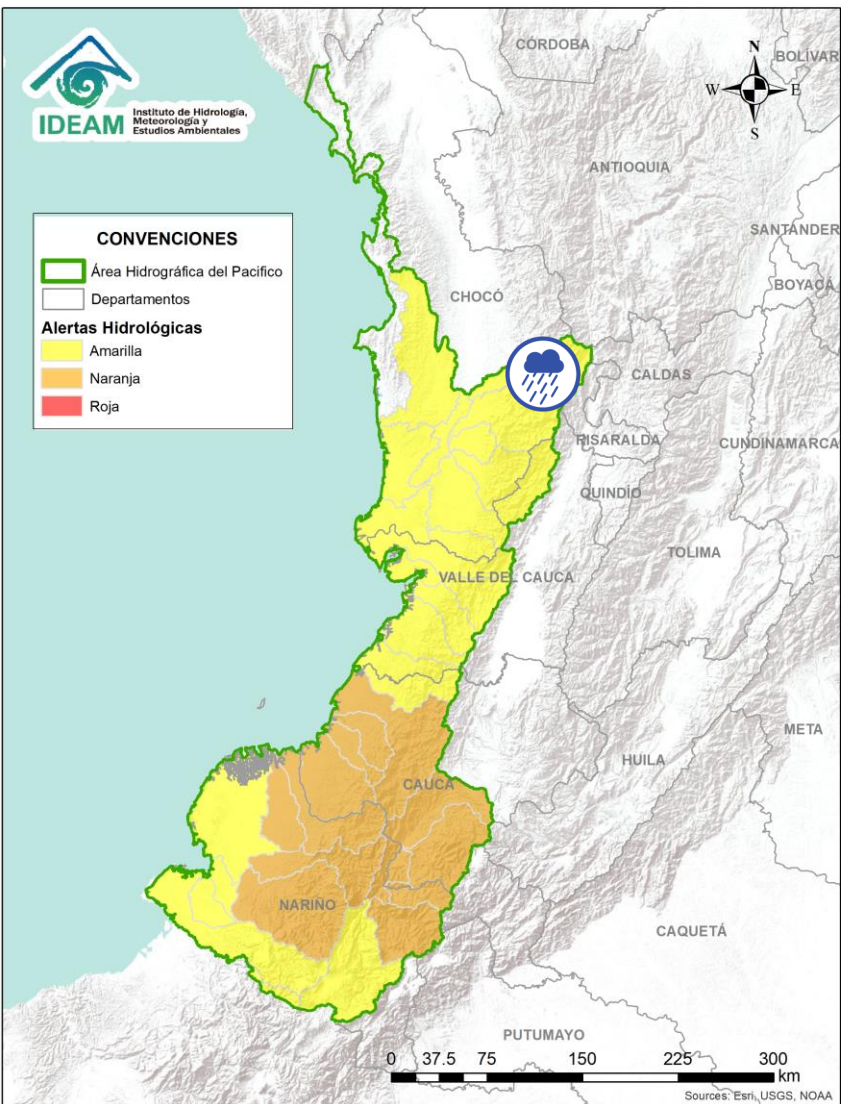 IDEAM
Instituto de Hidrología,
Meteorología y
Estudios Ambientales
CÓRDOBA
BOLÍVAR
N
W
E
S
ANTIOQUIA
SANTANDER
BOYACÁ
CONVENCIONES
Área Hidrográfica del Pacifico
Departamentos
Alertas Hidrológicas
Amarilla
Naranja
Roja
CHOCÓ
CALDAS
RISARALDA
CUNDINAMARCA
QUINDÍO
TOLIMA
VALLE DEL CAUCA
META
HUILA
CAUCA
NARIÑO
CAQUETÁ
PUTUMAYO
0 37.5 75 150 225 300
km
Sources: Esri, USGS, NOAA